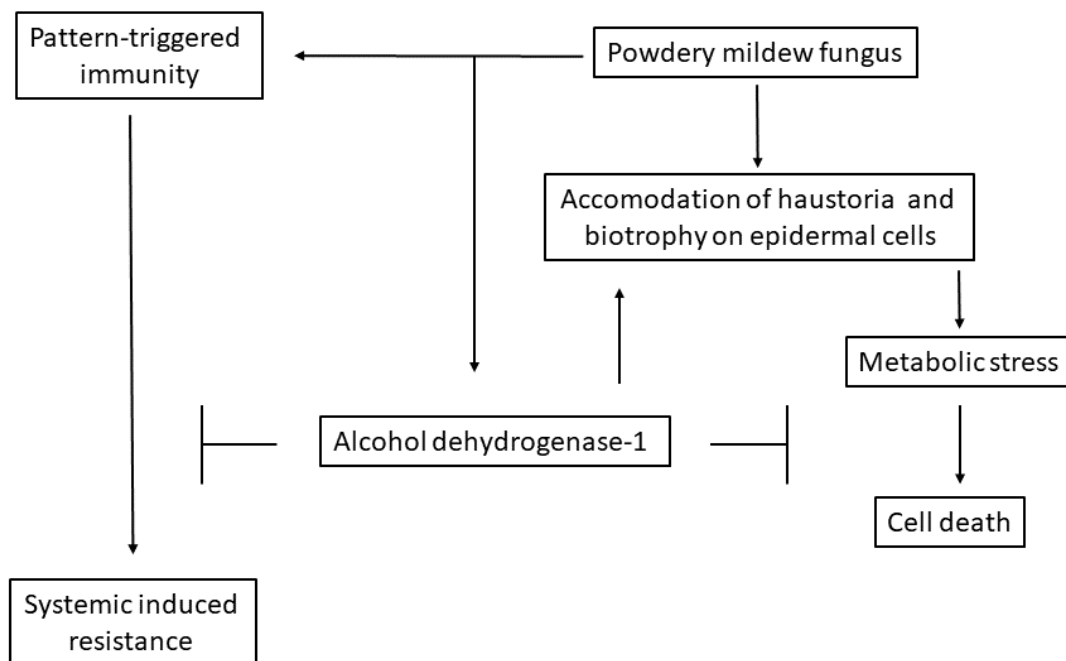 Pattern-triggered
immunity
Powdery mildew fungus
Accomodation of haustoria and
biotrophy on epidermal cells
Metabolic stress
Alcohol dehydrogenase-1
Cell death
Systemic induced
resistance